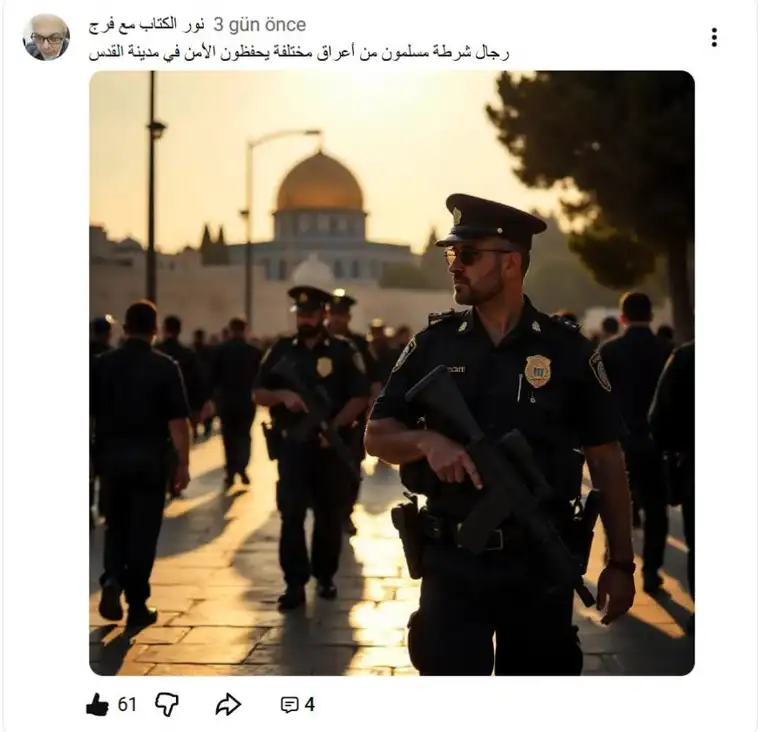 نور الكتاب مع فرج 3 gün önce
رجال شرطة مسلمون من أعراق مختلفة يحفظون الأمن في مدينة القدس
61
4